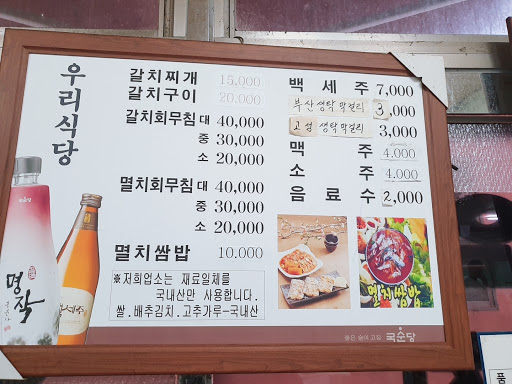 우리식당
갈치찌개 15,000
갈치구이 20,000
갈치회무침 대 40,000
중 30,000
소 20,000
멸치회무침 대 40,000
중 30,000
소 20,000
멸치쌈밥 10.000
※저희업소는 재료일체를
국내산만 사용합니다.
쌀.배추김치.고추가루-국내산
백세주 7,000
부산생탁막걸리 3,000
고성생탁막걸리 3,000
맥주 4.000
소주 4.000
음료수 2,000
멸치쌈밥
명작
백세주
국순당
품